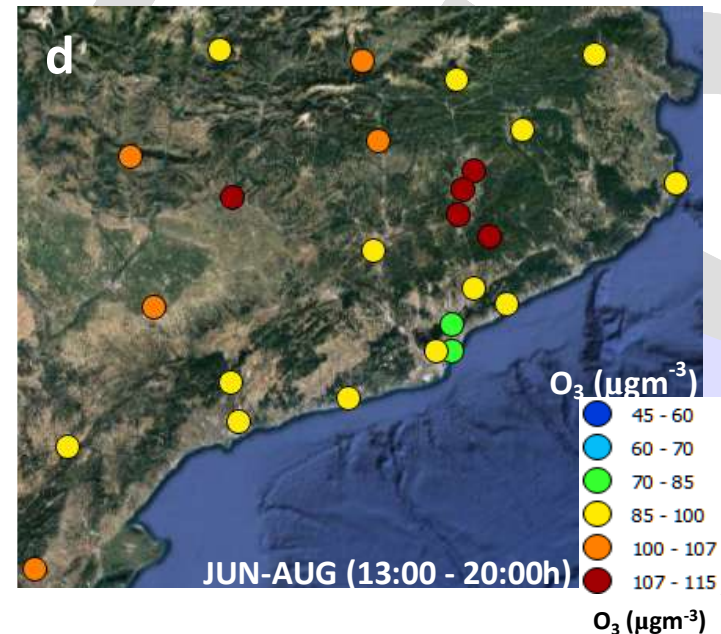 d
O₃ (µgm⁻³)
45 - 60
60 - 70
70 - 85
85 - 100
100 - 107
107 - 115
JUN-AUG (13:00 - 20:00h)
O₃ (µgm⁻³)